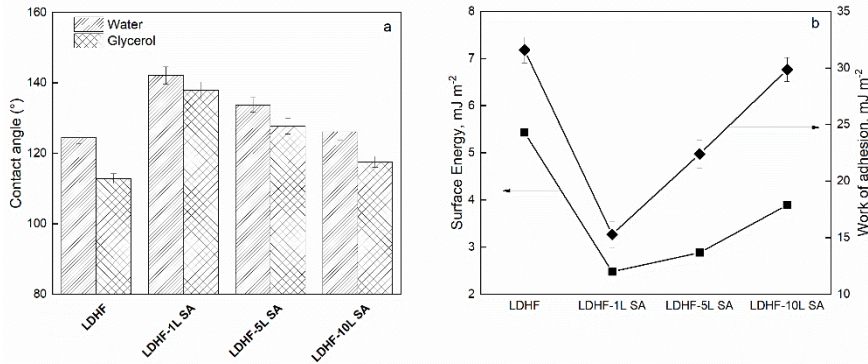 a
Water
Glycerol
160
140
120
100
80
Contact angle (°)
LDHF
LDHF-1L SA
LDHF-5L SA
LDHF-10L SA
b
8
7
6
5
4
3
2
Surface Energy, mJ m-2
35
30
25
20
15
10
Work of adhesion, mJ m-2
LDHF
LDHF-1L SA
LDHF-5L SA
LDHF-10L SA